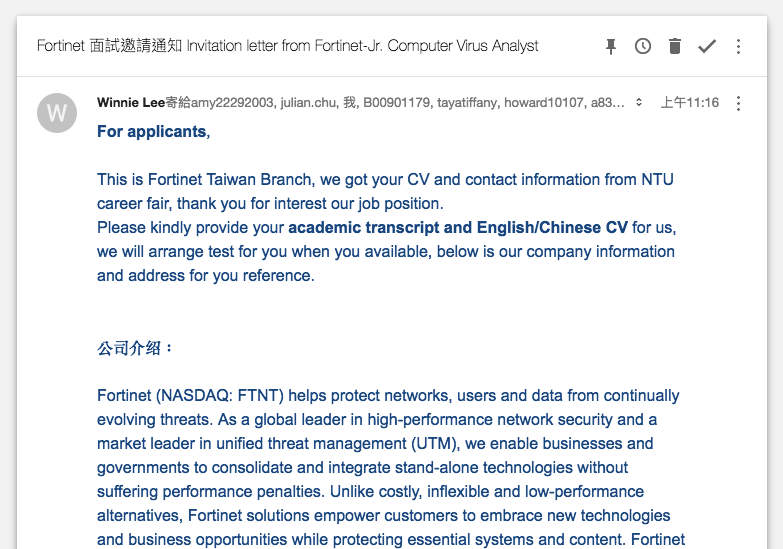 Fortinet 面試邀請通知 Invitation letter from Fortinet-Jr. Computer Virus Analyst
W
Winnie Lee寄給amy22292003, julian.chu, 我, B00901179, tayatiffany, howard10107, a83... 上午11:16
For applicants,
This is Fortinet Taiwan Branch, we got your CV and contact information from NTU
career fair, thank you for interest our job position.
Please kindly provide your academic transcript and English/Chinese CV for us,
we will arrange test for you when you available, below is our company information
and address for you reference.
公司介紹：
Fortinet (NASDAQ: FTNT) helps protect networks, users and data from continually
evolving threats. As a global leader in high-performance network security and a
market leader in unified threat management (UTM), we enable businesses and
governments to consolidate and integrate stand-alone technologies without
suffering performance penalties. Unlike costly, inflexible and low-performance
alternatives, Fortinet solutions empower customers to embrace new technologies
and business opportunities while protecting essential systems and content. Fortinet